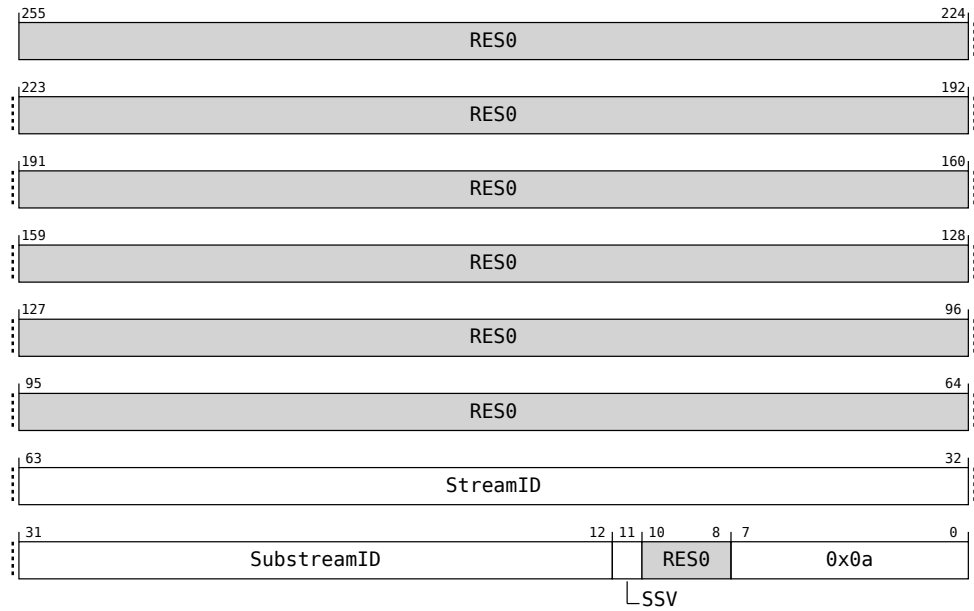 255 224
RES0
223 192
RES0
191 160
RES0
159 128
RES0
127 96
RES0
95 64
RES0
63 32
StreamID
31 12 11 10 8 7 0
SubstreamID RES0 0x0a
SSV